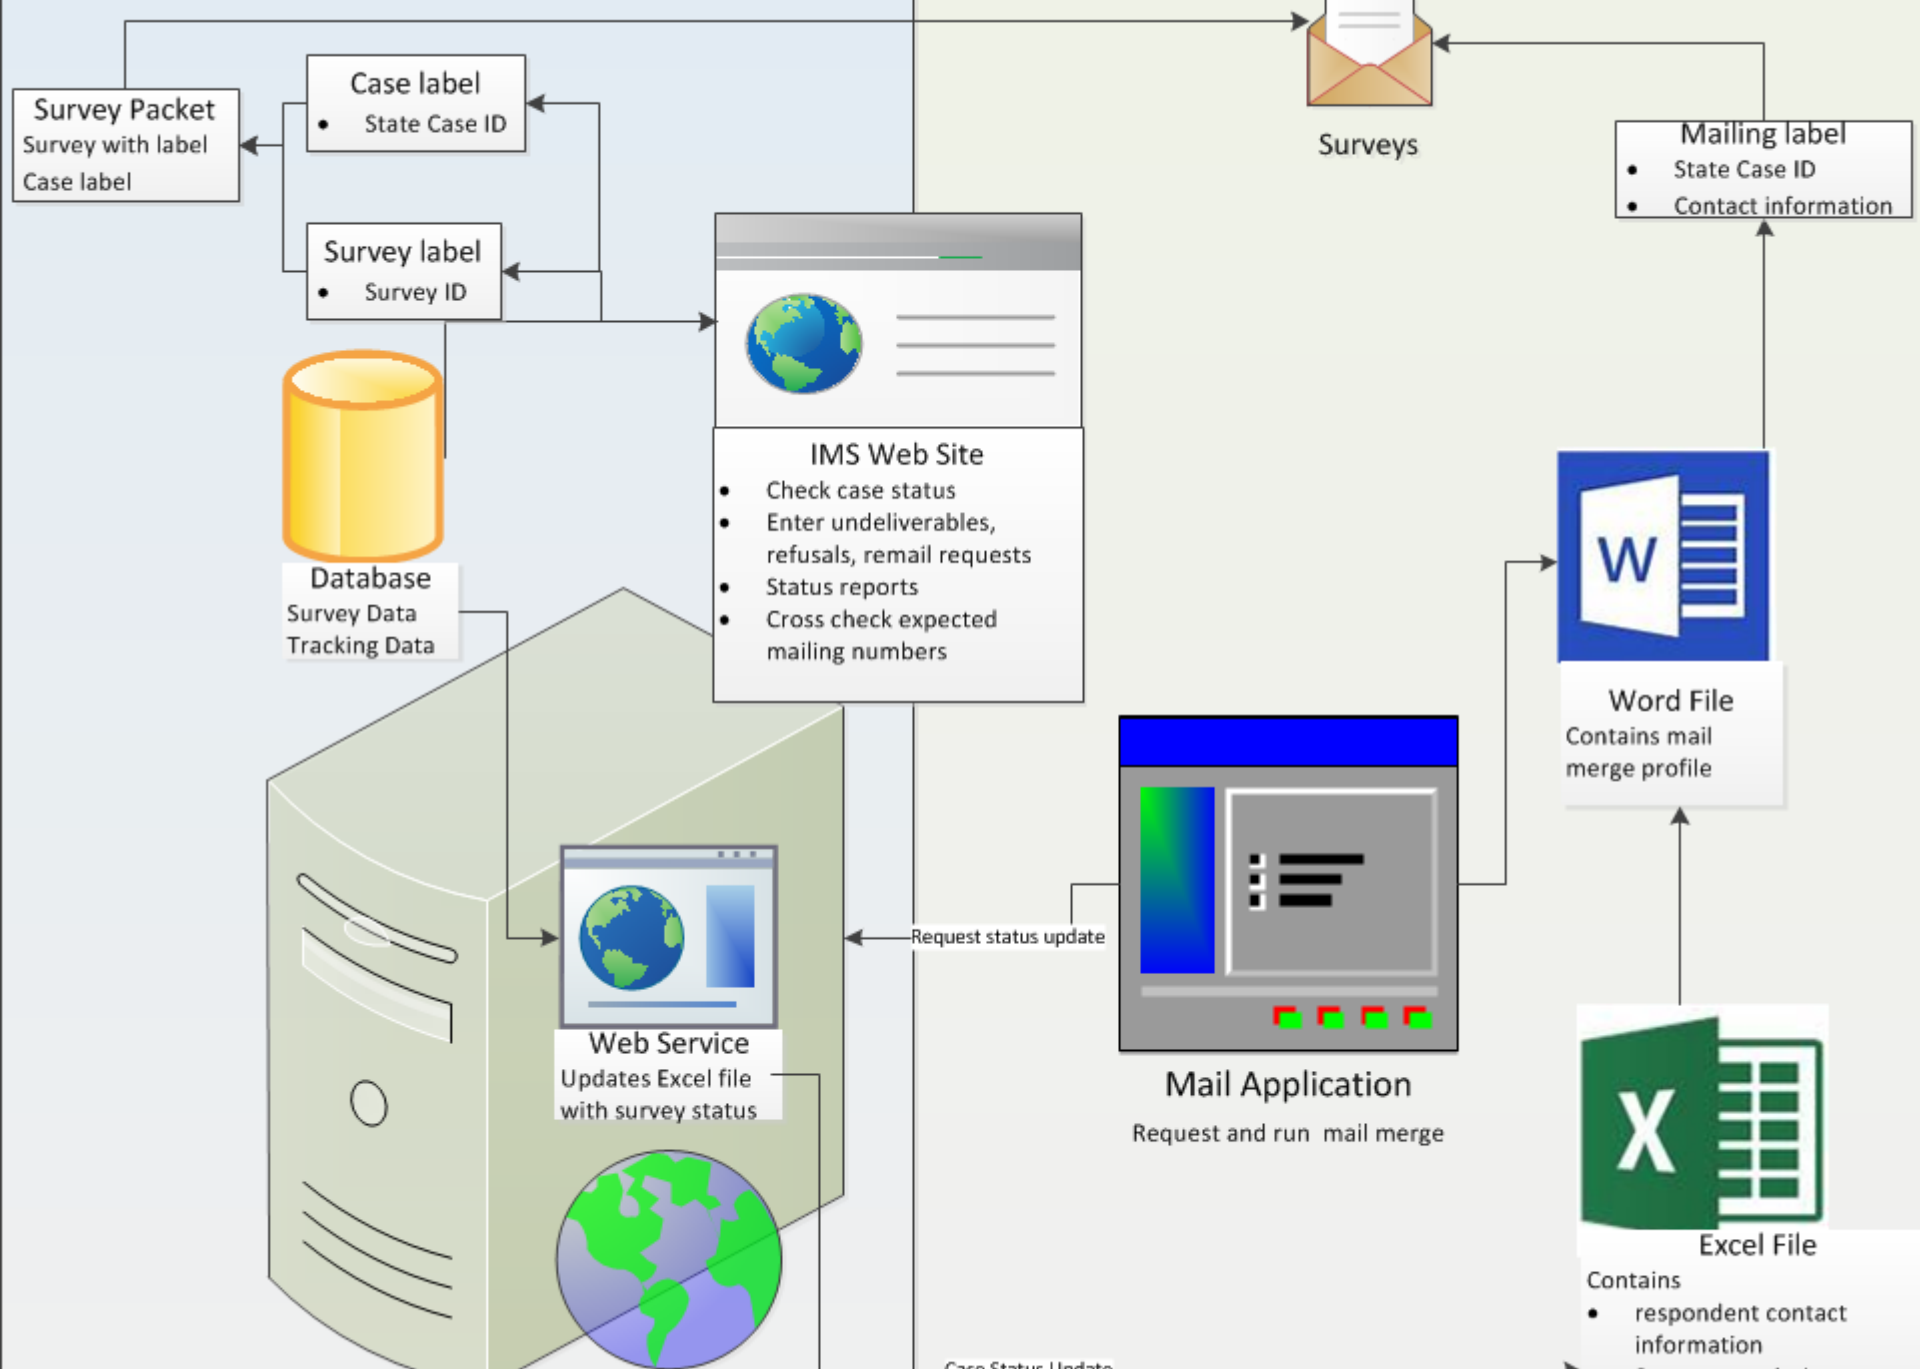 Survey Packet
Survey with label
Case label
Case label
• State Case ID
Survey label
• Survey ID
Surveys
Mailing label
• State Case ID
• Contact information
IMS Web Site
• Check case status
• Enter undeliverables,
refusals, remail requests
• Status reports
• Cross check expected
mailing numbers
Database
Survey Data
Tracking Data
W
Word File
Contains mail
merge profile
Request status update
Web Service
Updates Excel file
with survey status
Mail Application
Request and run  mail merge
X
Excel File
Contains
• respondent contact
information
Case Status Update